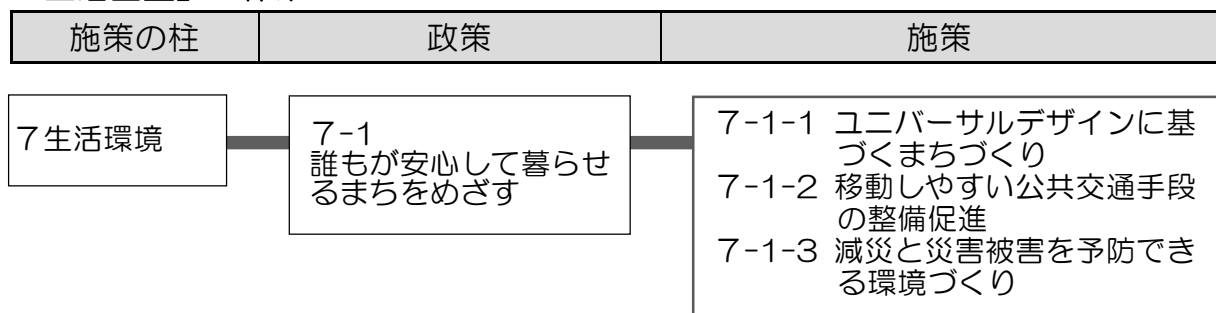 施策の柱 政策 施策
7生活環境
7-1
誰もが安心して暮らせ
るまちをめざす
7-1-1 ユニバーサルデザインに基
づくまちづくり
7-1-2 移動しやすい公共交通手段
の整備促進
7-1-3 減災と災害被害を予防でき
る環境づくり